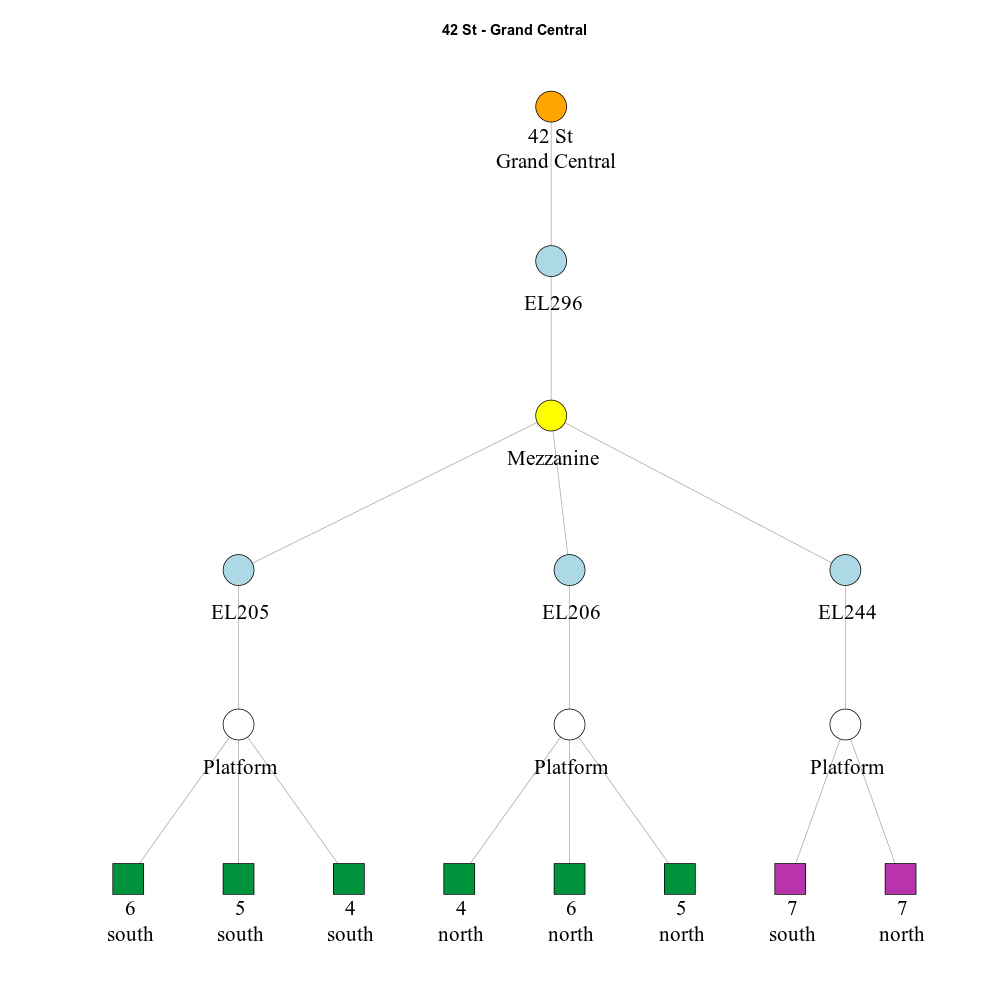 42 St - Grand Central
42 St
Grand Central
EL296
Mezzanine
EL205
EL206
EL244
Platform
Platform
Platform
6
south
5
south
4
south
4
north
6
north
5
north
7
south
7
north